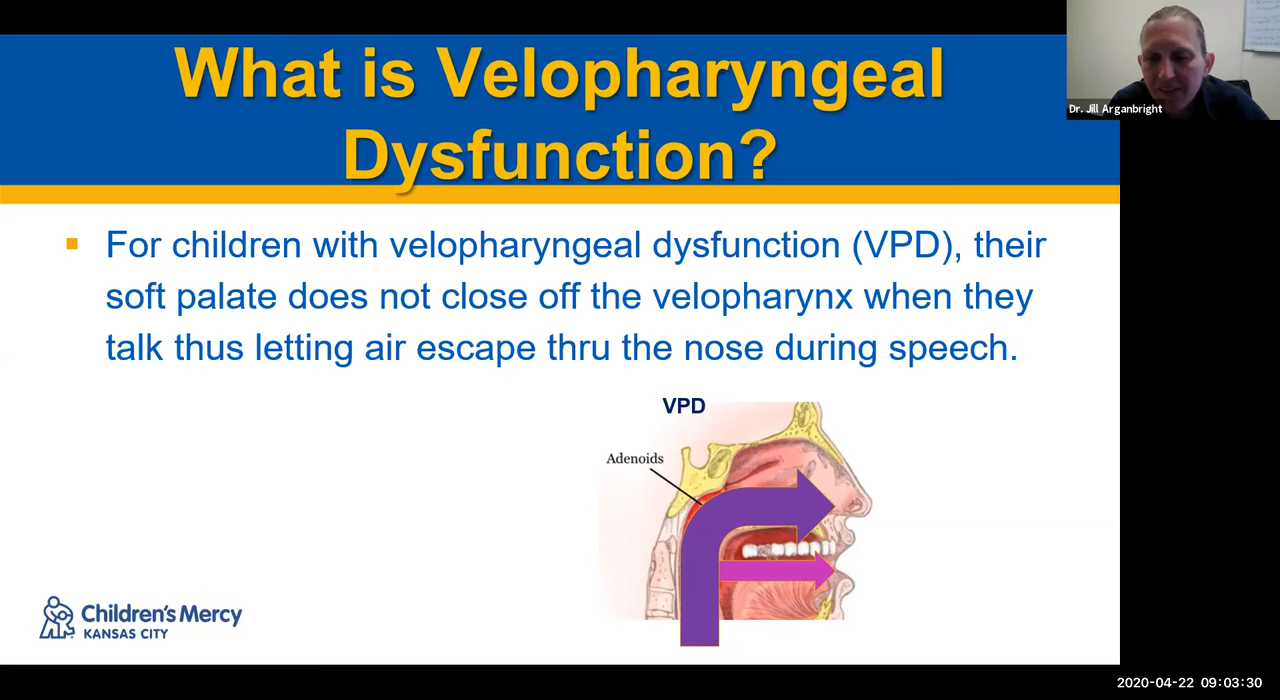 What is Velopharyngeal
Dysfunction?
Dr. Jill Arganbright
▪ For children with velopharyngeal dysfunction (VPD), their
soft palate does not close off the velopharynx when they
talk thus letting air escape thru the nose during speech.
VPD
Adenoids
Children's Mercy
KANSAS CITY
2020-04-22 09:03:30